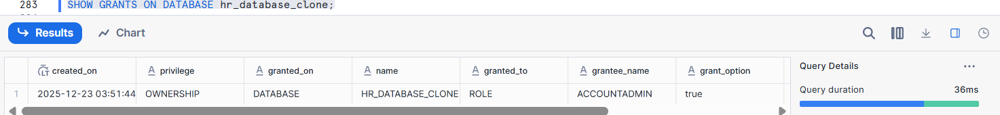 283 SHOW GRANTS ON DATABASE hr_database_clone;
Results Chart
created_on privilege granted_on name granted_to grantee_name grant_option
1 2025-12-23 03:51:44 OWNERSHIP DATABASE HR_DATABASE_CLONE ROLE ACCOUNTADMIN true
Query Details
Query duration 36ms